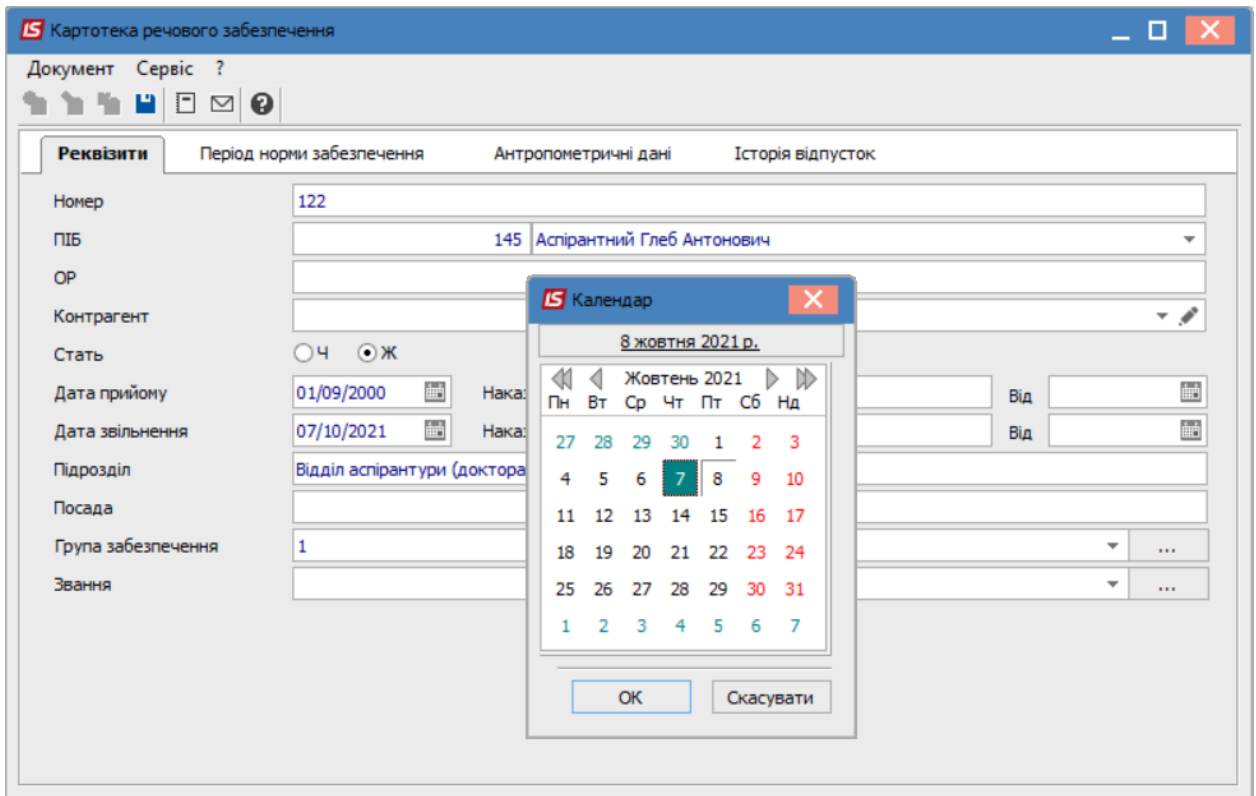 Картотека речового забезпечення
Документ Сервіс ?
Реквізити Період норми забезпечення Антропометричні дані Історія відпусток
Номер 122
ПІБ 145 Аспірантний Глеб Антонович
ОР
Контрагент
Стать Ч Ж
Дата прийому 01/09/2000 Наказ Від
Дата звільнення 07/10/2021 Наказ Від
Підрозділ Відділ аспірантури (доктора
Посада
Група забезпечення 1 ...
Звання ...
Календар
8 жовтня 2021 р.
Жовтень 2021
Пн Вт Ср Чт Пт Сб Нд
27 28 29 30 1 2 3
4 5 6 7 8 9 10
11 12 13 14 15 16 17
18 19 20 21 22 23 24
25 26 27 28 29 30 31
1 2 3 4 5 6 7
ОК Скасувати